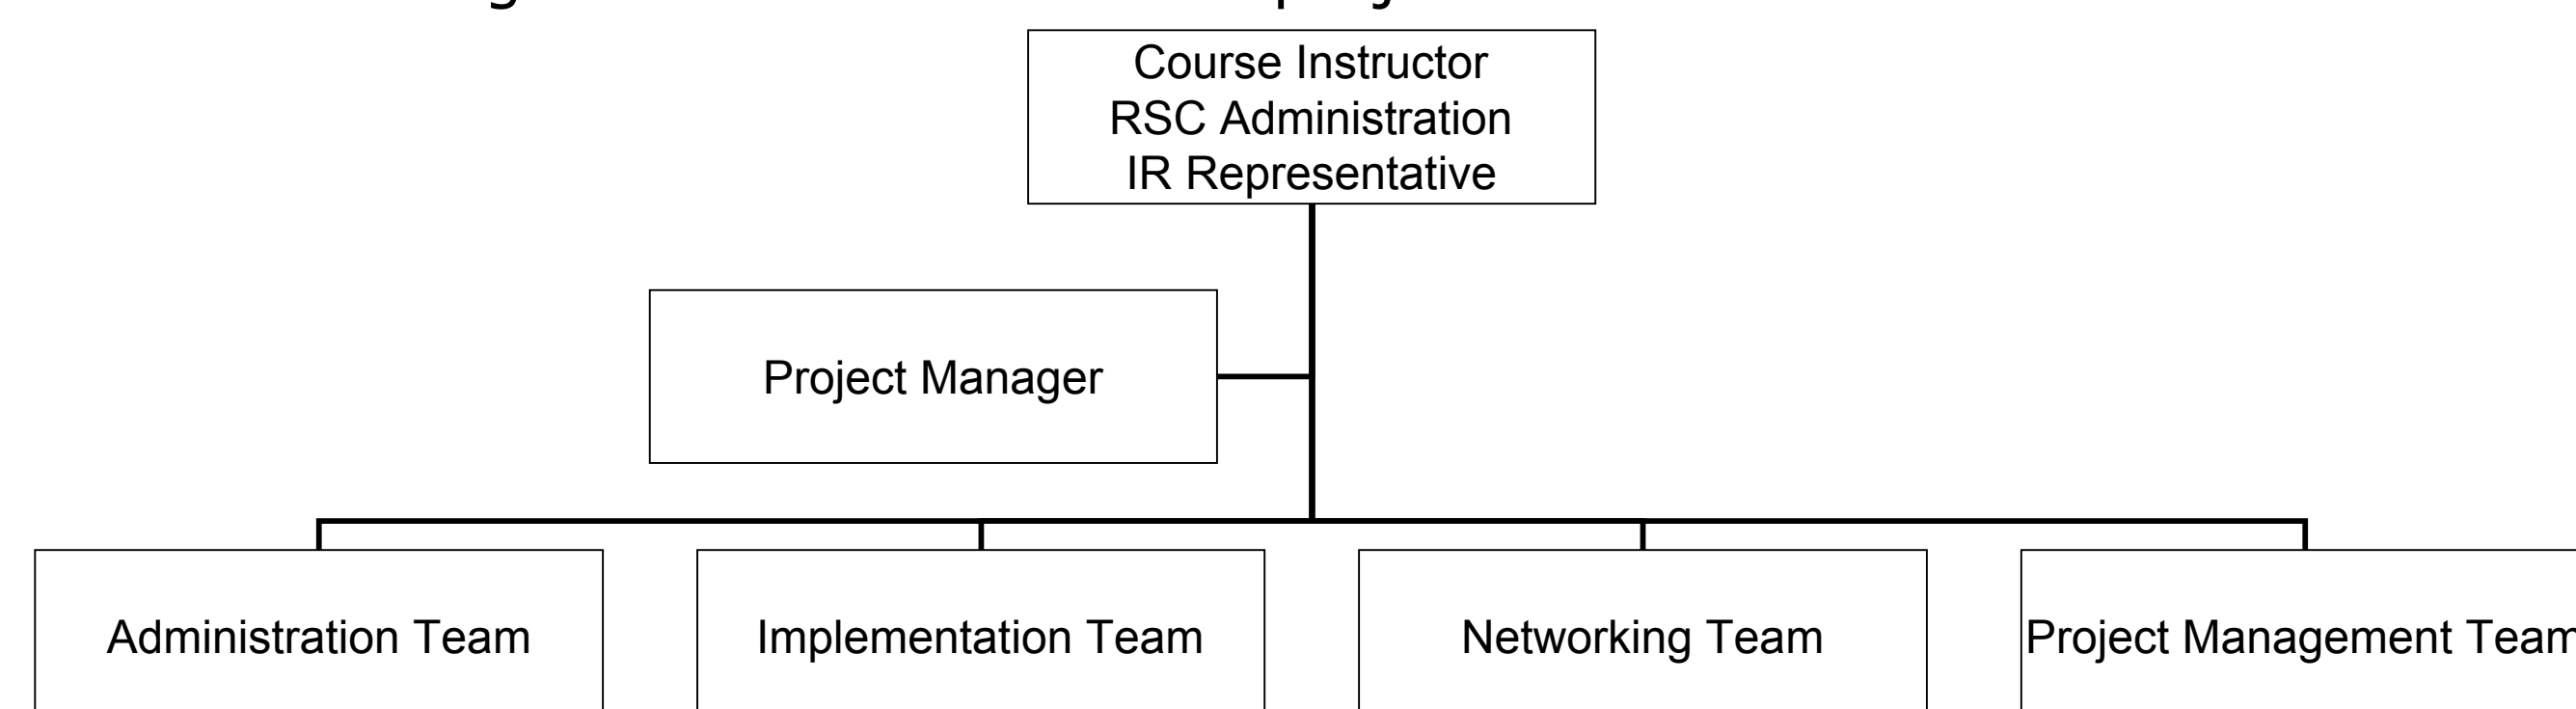 Course Instructor
RSC Administration
IR Representative
Project Manager
Administration Team
Implementation Team
Networking Team
Project Management Team